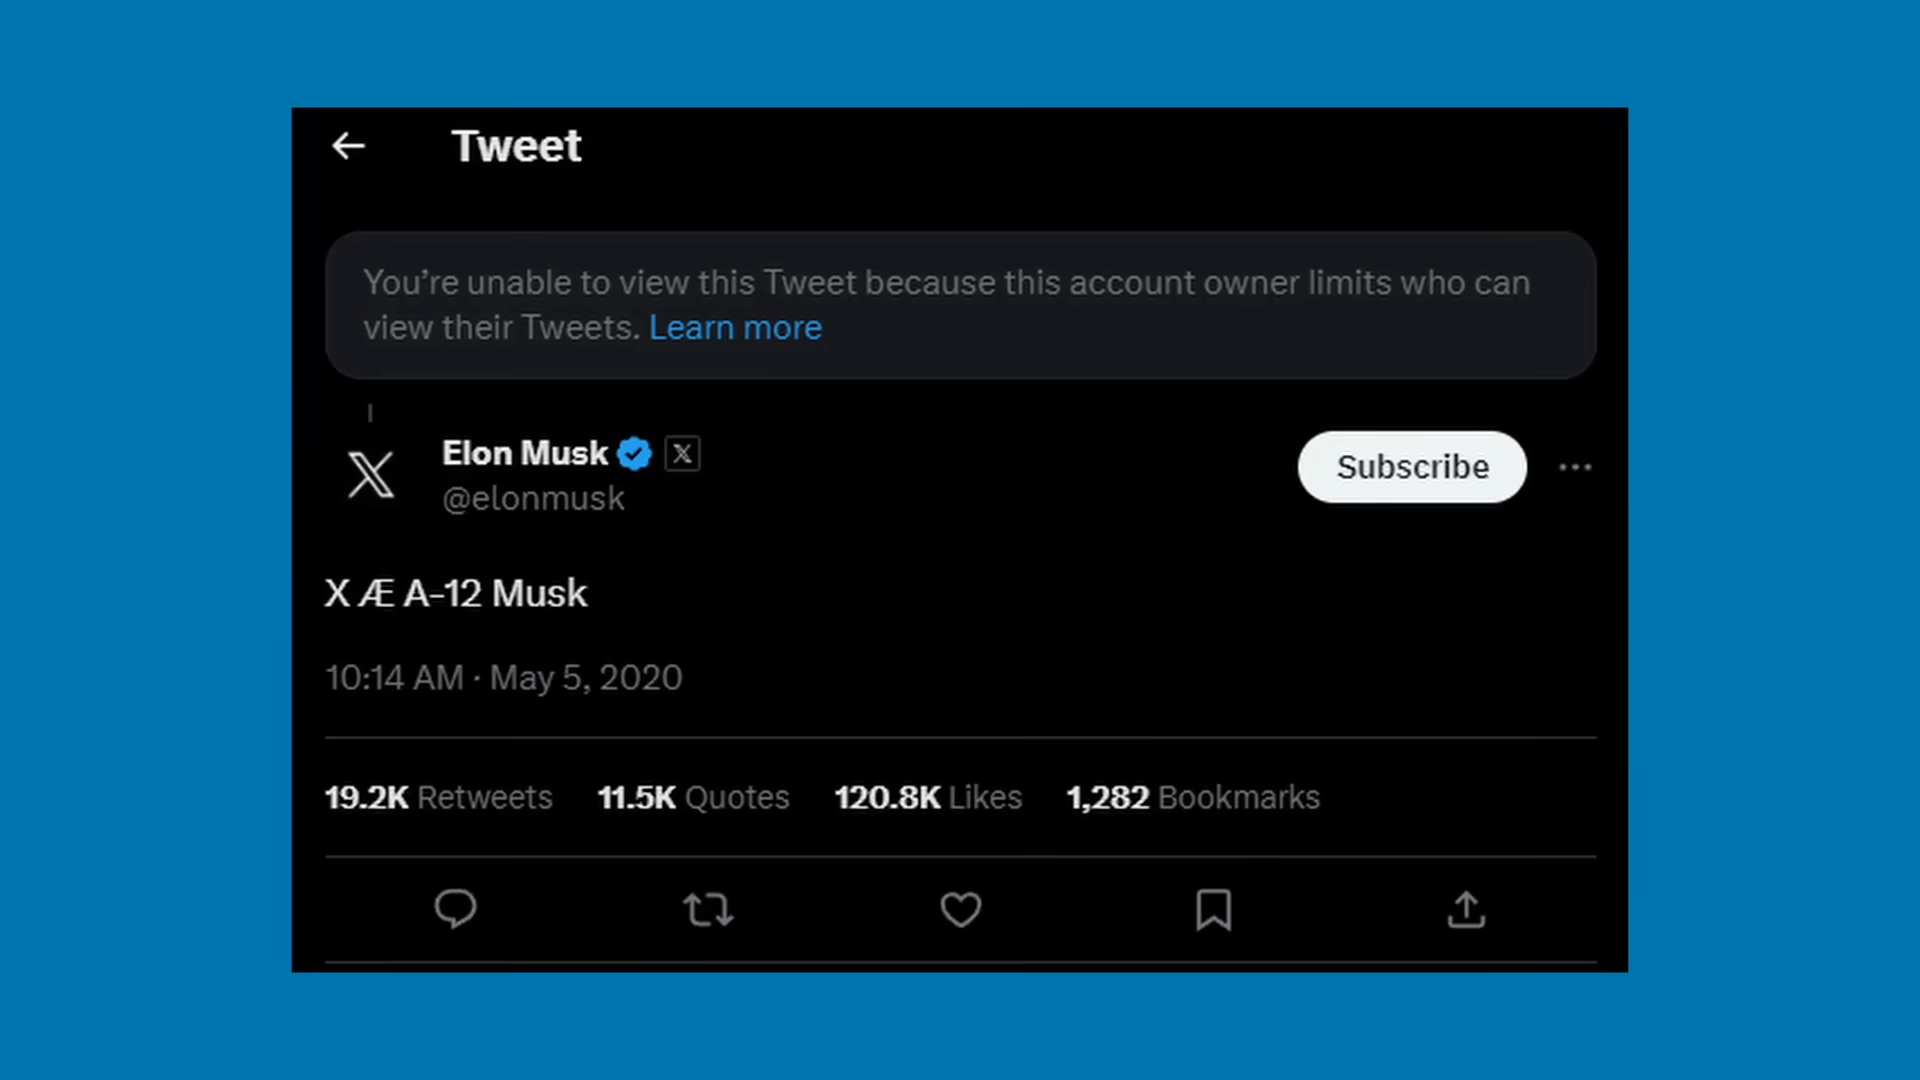 Tweet
You’re unable to view this Tweet because this account owner limits who can
view their Tweets. Learn more
Elon Musk
@elonmusk
Subscribe
X Æ A-12 Musk
10:14 AM · May 5, 2020
19.2K Retweets 11.5K Quotes 120.8K Likes 1,282 Bookmarks